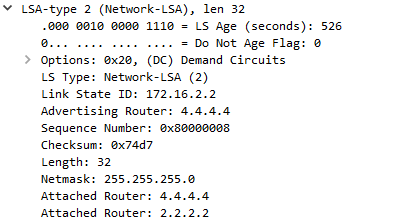 LSA-type 2 (Network-LSA), len 32
.000 0010 0000 1110 = LS Age (seconds): 526
0... .... .... .... = Do Not Age Flag: 0
Options: 0x20, (DC) Demand Circuits
LS Type: Network-LSA (2)
Link State ID: 172.16.2.2
Advertising Router: 4.4.4.4
Sequence Number: 0x80000008
Checksum: 0x74d7
Length: 32
Netmask: 255.255.255.0
Attached Router: 4.4.4.4
Attached Router: 2.2.2.2